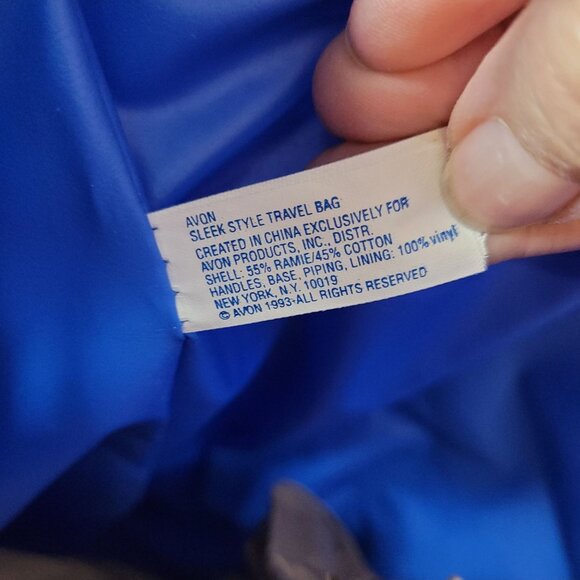 AVON
SLEEK STYLE TRAVEL BAG
CREATED IN CHINA EXCLUSIVELY FOR
AVON PRODUCTS, INC., DISTR.
SHELL: 55% RAMIE/45% COTTON
HANDLES, BASE, PIPING, LINING: 100% vinyl
NEW YORK, N.Y. 10019
© AVON 1993-ALL RIGHTS RESERVED